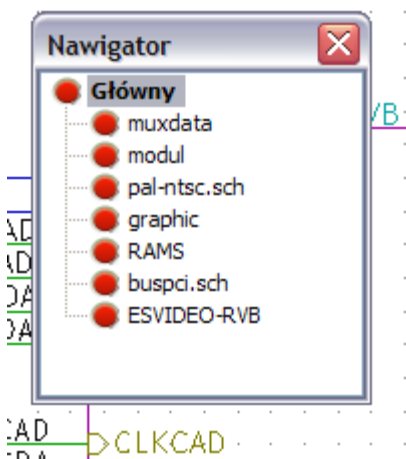 Nawigator
Główny
muxdata
modul
pal-ntsc.sch
graphic
RAMS
buspci.sch
ESVIDEO-RVB
CLKCAD